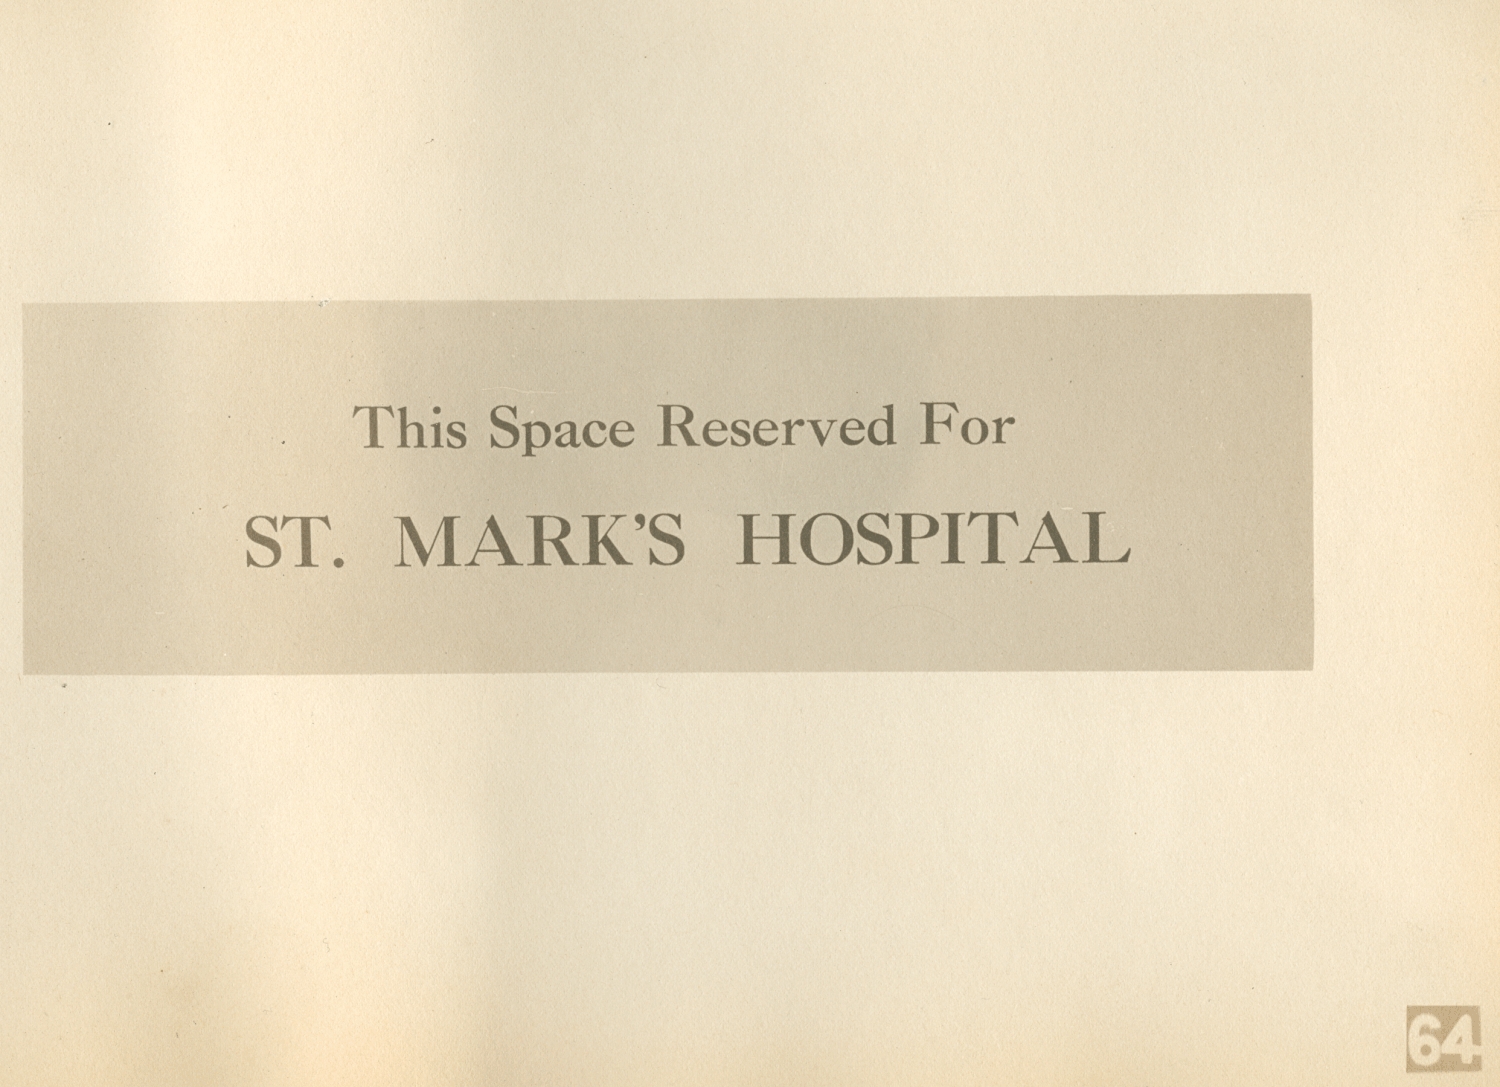 This Space Reserved For
ST. MARK'S HOSPITAL
64